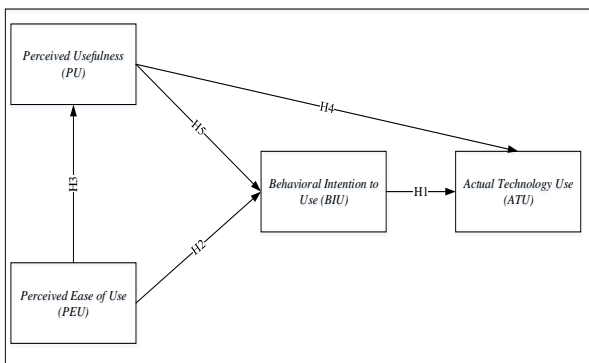 Perceived Usefulness
(PU)
H4
H5
Behavioral Intention to
Use (BIU)
H1
Actual Technology Use
(ATU)
H3
H2
Perceived Ease of Use
(PEU)